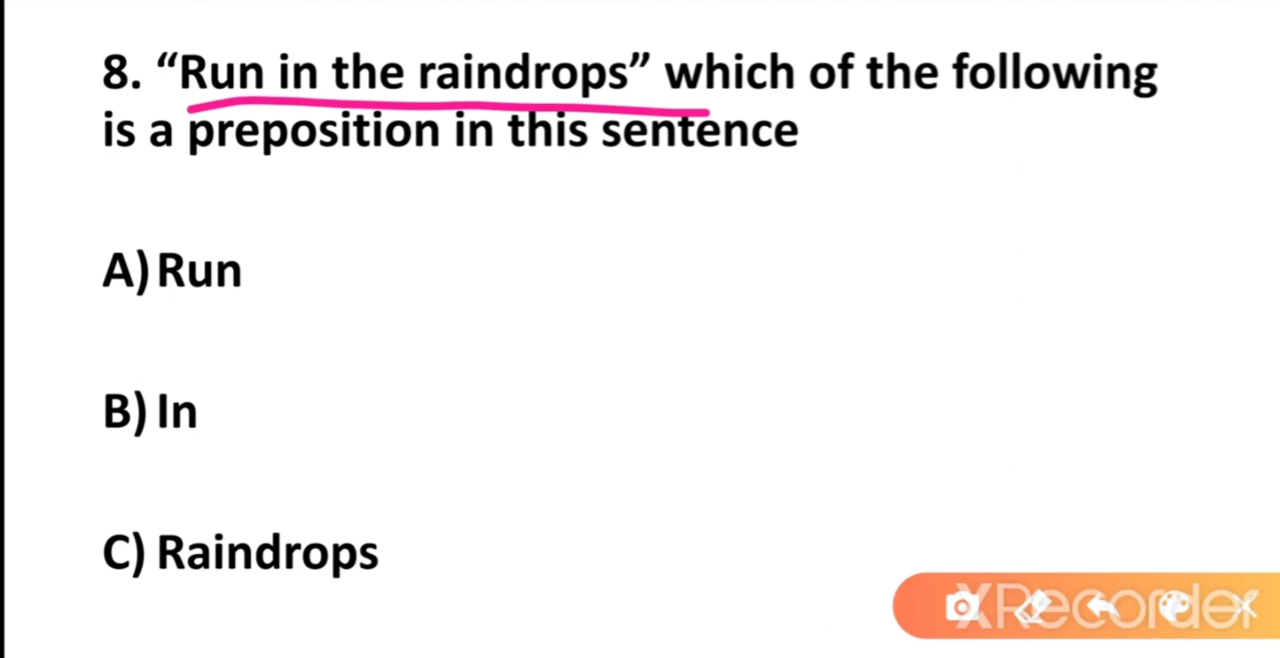 8. “Run in the raindrops” which of the following
is a preposition in this sentence
A) Run
B) In
C) Raindrops
XRecorder